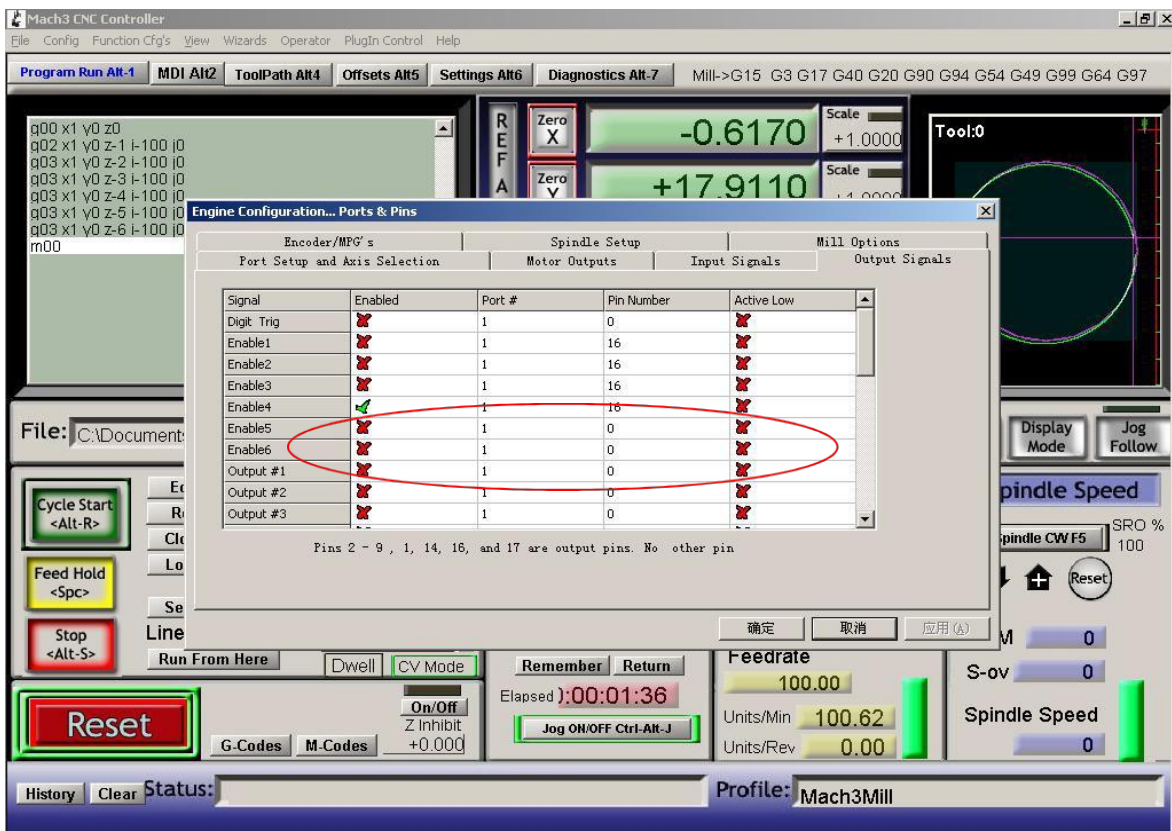 Mach3 CNC Controller
File Config Function Cfg's View Wizards Operator PlugIn Control Help
Program Run Alt-1 MDI Alt2 ToolPath Alt4 Offsets Alt5 Settings Alt6 Diagnostics Alt-7 Mill->G15 G3 G17 G40 G20 G90 G94 G54 G49 G99 G64 G97
g00 x1 y0 z0
g02 x1 y0 z-1 i-100 j0
g03 x1 y0 z-2 i-100 j0
g03 x1 y0 z-3 i-100 j0
g03 x1 y0 z-4 i-100 j0
g03 x1 y0 z-5 i-100 j0
g03 x1 y0 z-6 i-100 j0
m00
REF A
Zero X -0.6170 Scale +1.0000
Zero Y +17.9110 Scale +1.0000
Tool:0
Engine Configuration... Ports & Pins
Encoder/MPG's Spindle Setup Mill Options
Port Setup and Axis Selection Motor Outputs Input Signals Output Signals
Signal Enabled Port # Pin Number Active Low
Digit Trig 1 0
Enable1 1 16
Enable2 1 16
Enable3 1 16
Enable4 1 16
Enable5 1 0
Enable6 1 0
Output #1 1 0
Output #2 1 0
Output #3 1 0
Pins 2 - 9 , 1, 14, 16, and 17 are output pins. No other pin
确定 取消 应用(A)
File: C:\Document
Display Mode Jog Follow
Cycle Start <Alt-R>
Feed Hold <Spc>
Stop <Alt-S>
Ed
R
Clo
Lo
Se
Line
Run From Here
Dwell CV Mode
Reset
G-Codes M-Codes
On/Off
Z Inhibit
+0.000
Remember Return
Elapsed ):00:01:36
Jog ON/OFF Ctrl-Alt-J
Feedrate
100.00
Units/Min 100.62
Units/Rev 0.00
pindle Speed
pindle CW F5
SRO %
100
Reset
M 0
S-ov 0
Spindle Speed
0
History Clear Status:
Profile: Mach3Mill